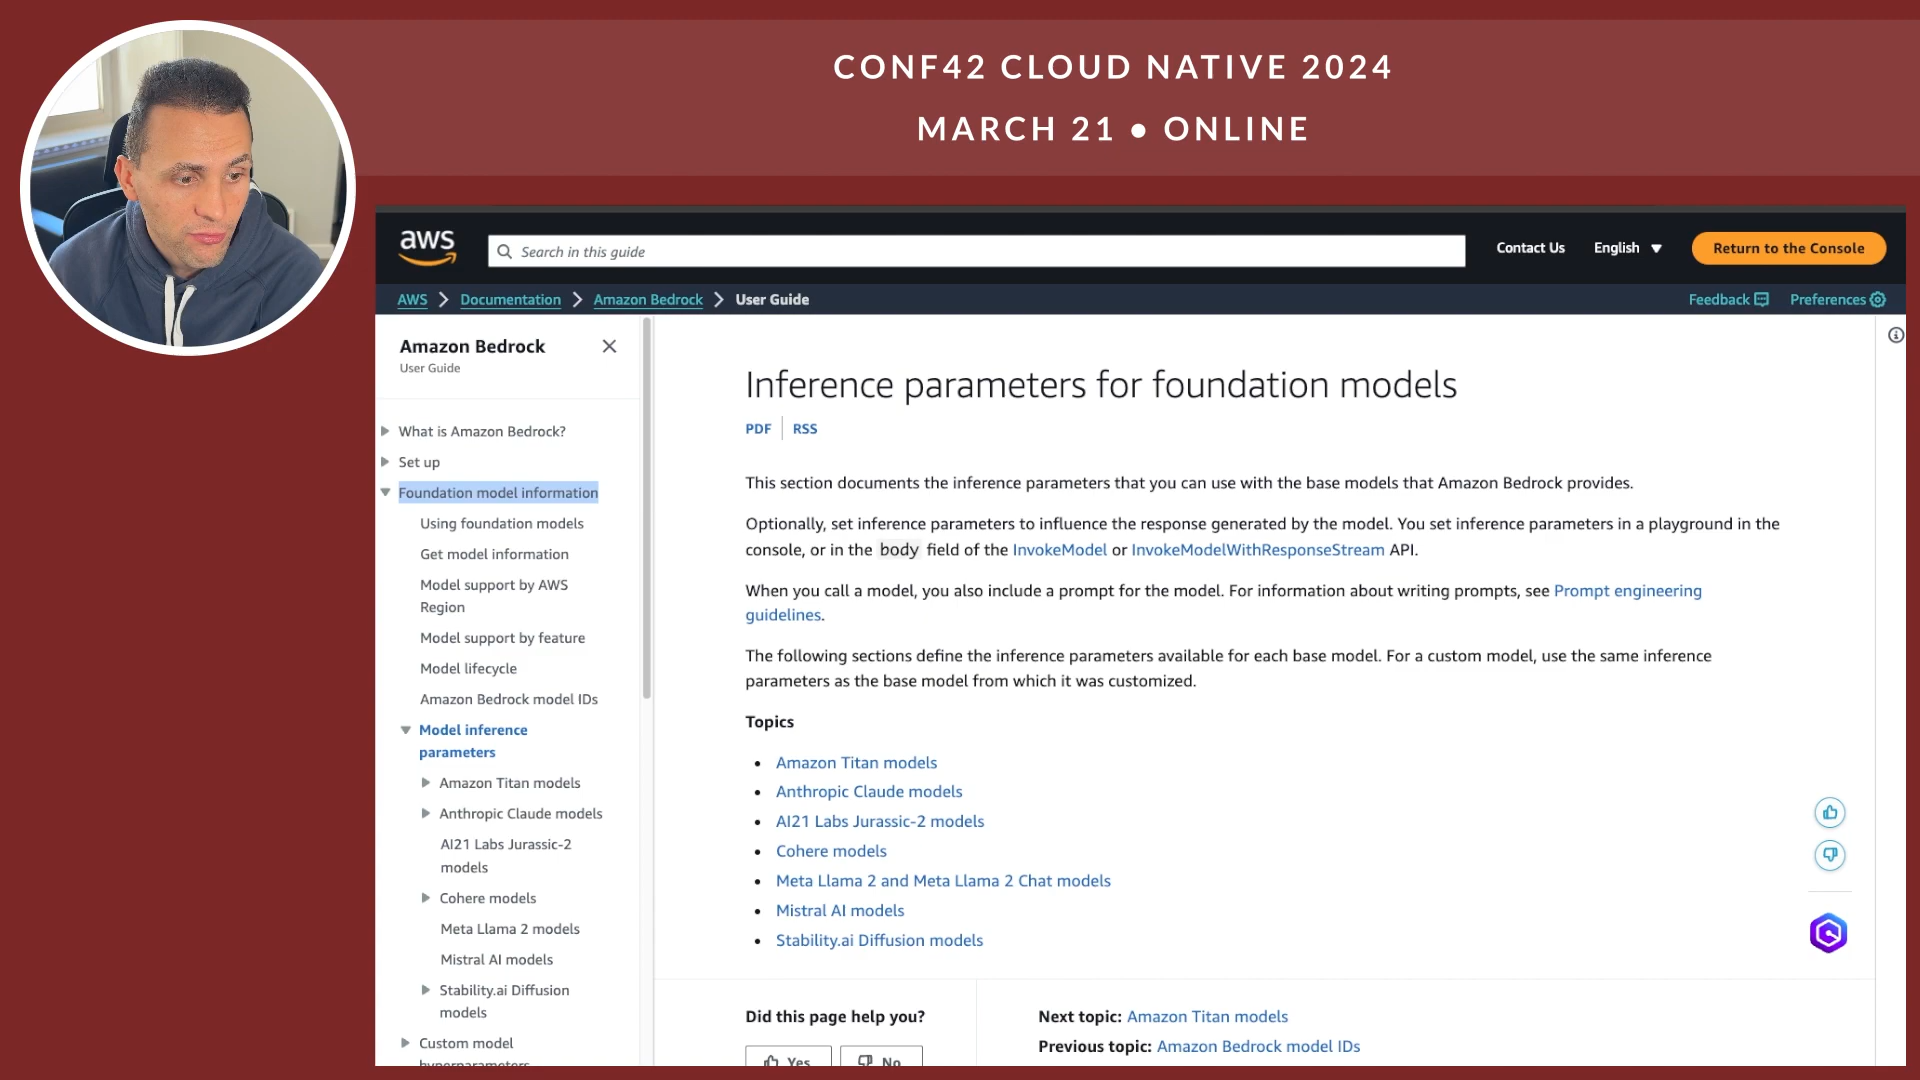 CONF42 CLOUD NATIVE 2024
MARCH 21 • ONLINE
aws
Search in this guide
Contact Us
English
Return to the Console
AWS
Documentation
Amazon Bedrock
User Guide
Feedback
Preferences
Amazon Bedrock
User Guide
What is Amazon Bedrock?
Set up
Foundation model information
Using foundation models
Get model information
Model support by AWS
Region
Model support by feature
Model lifecycle
Amazon Bedrock model IDs
Model inference
parameters
Amazon Titan models
Anthropic Claude models
AI21 Labs Jurassic-2
models
Cohere models
Meta Llama 2 models
Mistral AI models
Stability.ai Diffusion
models
Custom model
hyperparameters
Inference parameters for foundation models
PDF
RSS
This section documents the inference parameters that you can use with the base models that Amazon Bedrock provides.
Optionally, set inference parameters to influence the response generated by the model. You set inference parameters in a playground in the
console, or in the body field of the InvokeModel or InvokeModelWithResponseStream API.
When you call a model, you also include a prompt for the model. For information about writing prompts, see Prompt engineering
guidelines.
The following sections define the inference parameters available for each base model. For a custom model, use the same inference
parameters as the base model from which it was customized.
Topics
• Amazon Titan models
• Anthropic Claude models
• AI21 Labs Jurassic-2 models
• Cohere models
• Meta Llama 2 and Meta Llama 2 Chat models
• Mistral AI models
• Stability.ai Diffusion models
Did this page help you?
Yes
No
Next topic: Amazon Titan models
Previous topic: Amazon Bedrock model IDs